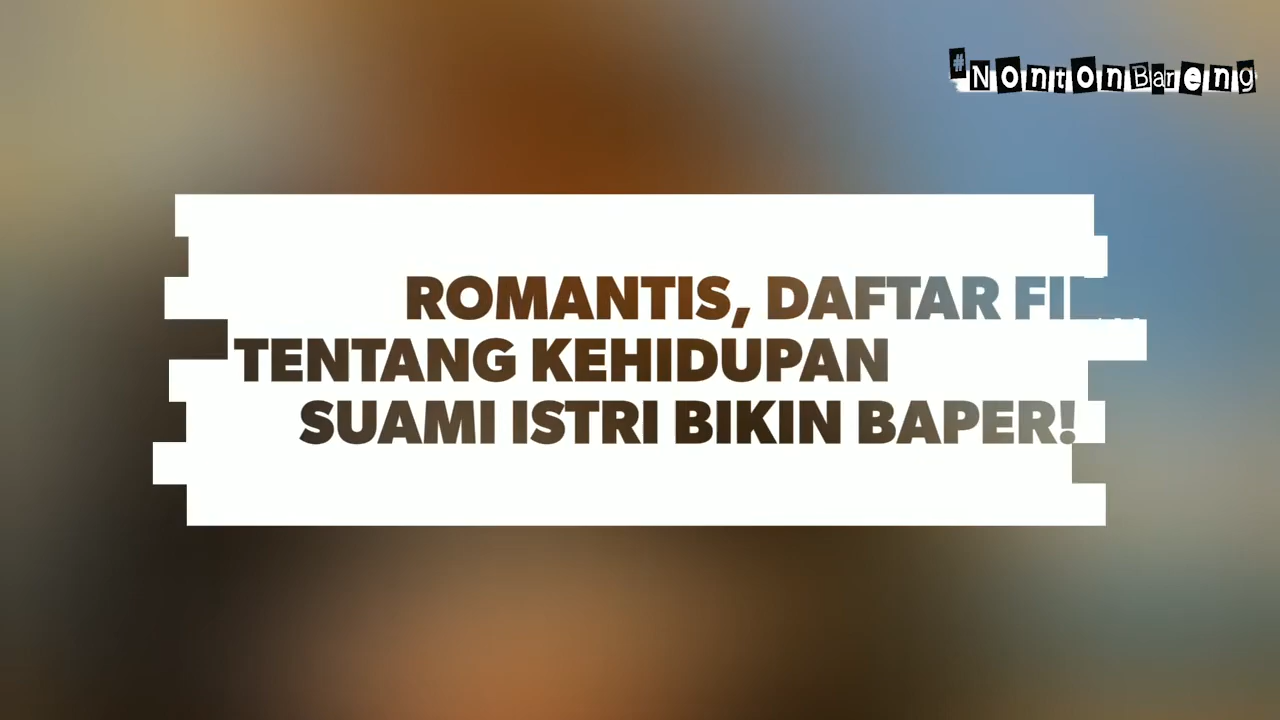 #NontonBareng
ROMANTIS, DAFTAR
TENTANG KEHIDUPAN
SUAMI ISTRI BIKIN BAPER!